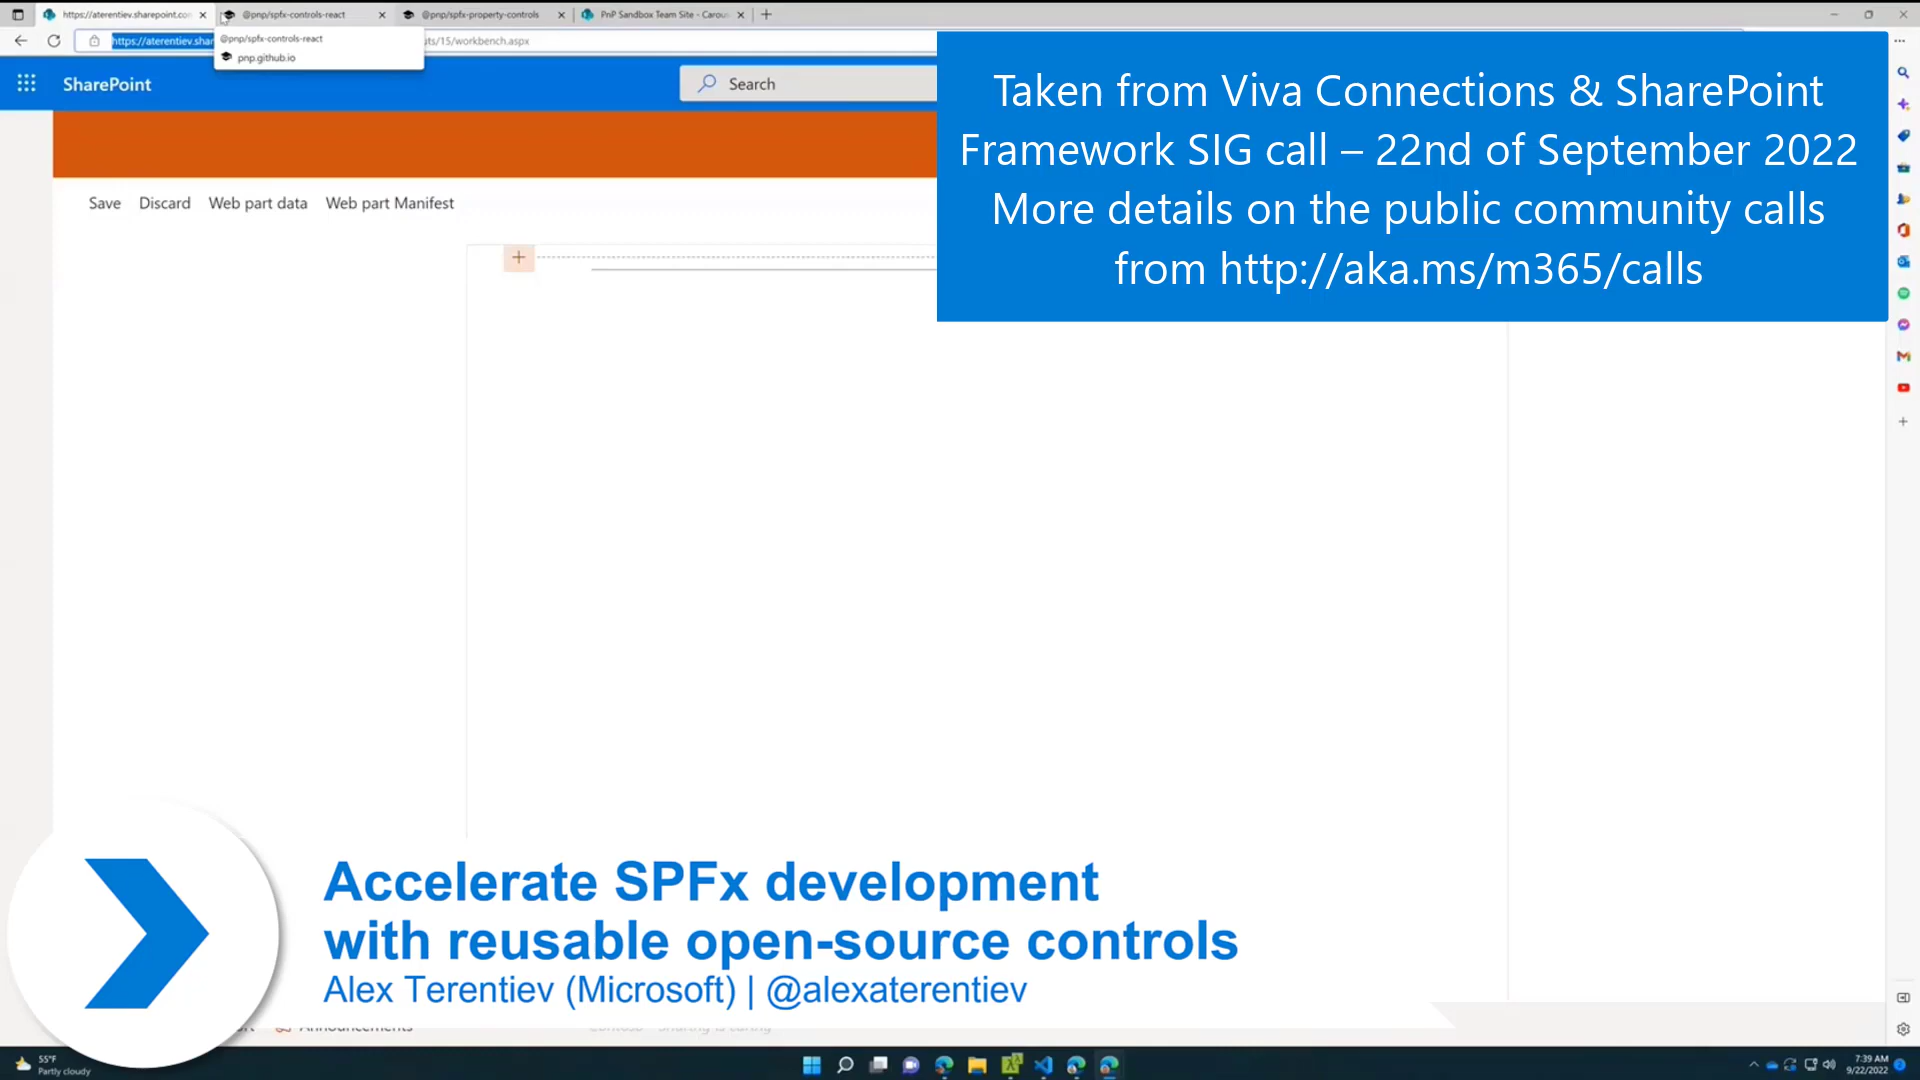 https://aterentiev.sharepoint.co
@pnp/spfx-controls-react
@pnp/spfx-property-controls
PnP Sandbox Team Site - Carou
https://aterentiev.shar
/15/workbench.aspx
@pnp/spfx-controls-react
pnp.github.io
SharePoint
Search
Taken from Viva Connections & SharePoint
Framework SIG call – 22nd of September 2022
More details on the public community calls
from http://aka.ms/m365/calls
Save Discard Web part data Web part Manifest
Accelerate SPFx development
with reusable open-source controls
Alex Terentiev (Microsoft) | @alexaterentiev
Announcements
55°F
Partly cloudy
7:39 AM
9/22/2022